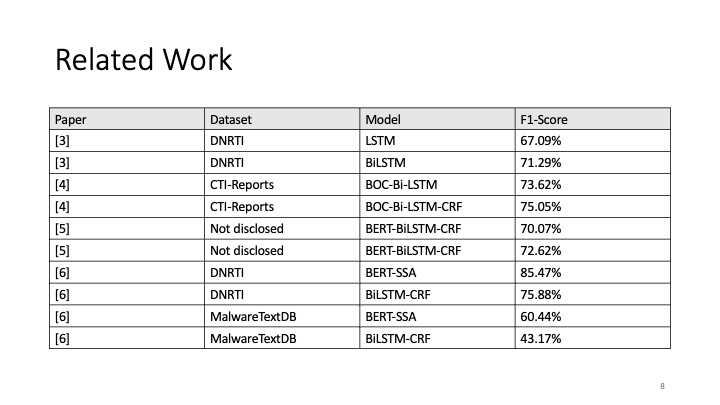 Related Work
Paper Dataset Model F1-Score
[3] DNRTI LSTM 67.09%
[3] DNRTI BiLSTM 71.29%
[4] CTI-Reports BOC-Bi-LSTM 73.62%
[4] CTI-Reports BOC-Bi-LSTM-CRF 75.05%
[5] Not disclosed BERT-BiLSTM-CRF 70.07%
[5] Not disclosed BERT-BiLSTM-CRF 72.62%
[6] DNRTI BERT-SSA 85.47%
[6] DNRTI BiLSTM-CRF 75.88%
[6] MalwareTextDB BERT-SSA 60.44%
[6] MalwareTextDB BiLSTM-CRF 43.17%
8